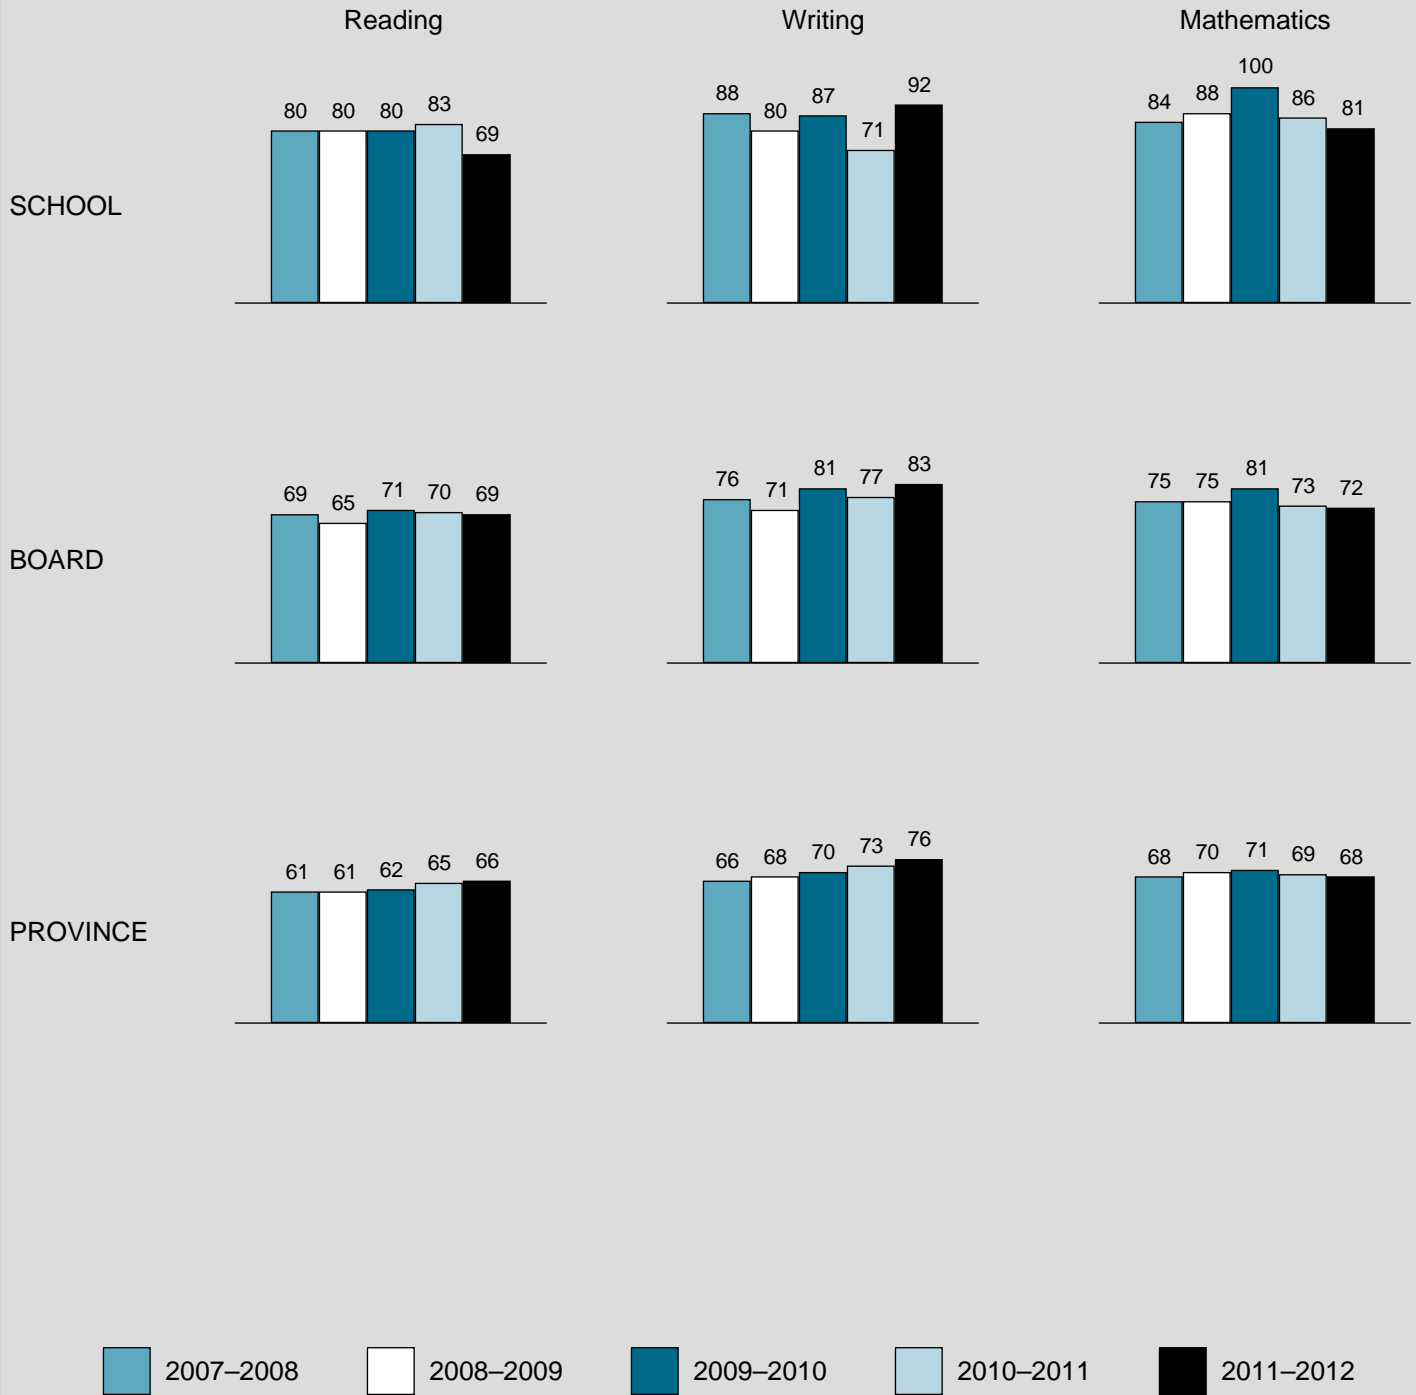 Reading Writing Mathematics
SCHOOL
80 80 80 83 69
88 80 87 71 92
84 88 100 86 81
BOARD
69 65 71 70 69
76 71 81 77 83
75 75 81 73 72
PROVINCE
61 61 62 65 66
66 68 70 73 76
68 70 71 69 68
2007–2008 2008–2009 2009–2010 2010–2011 2011–2012